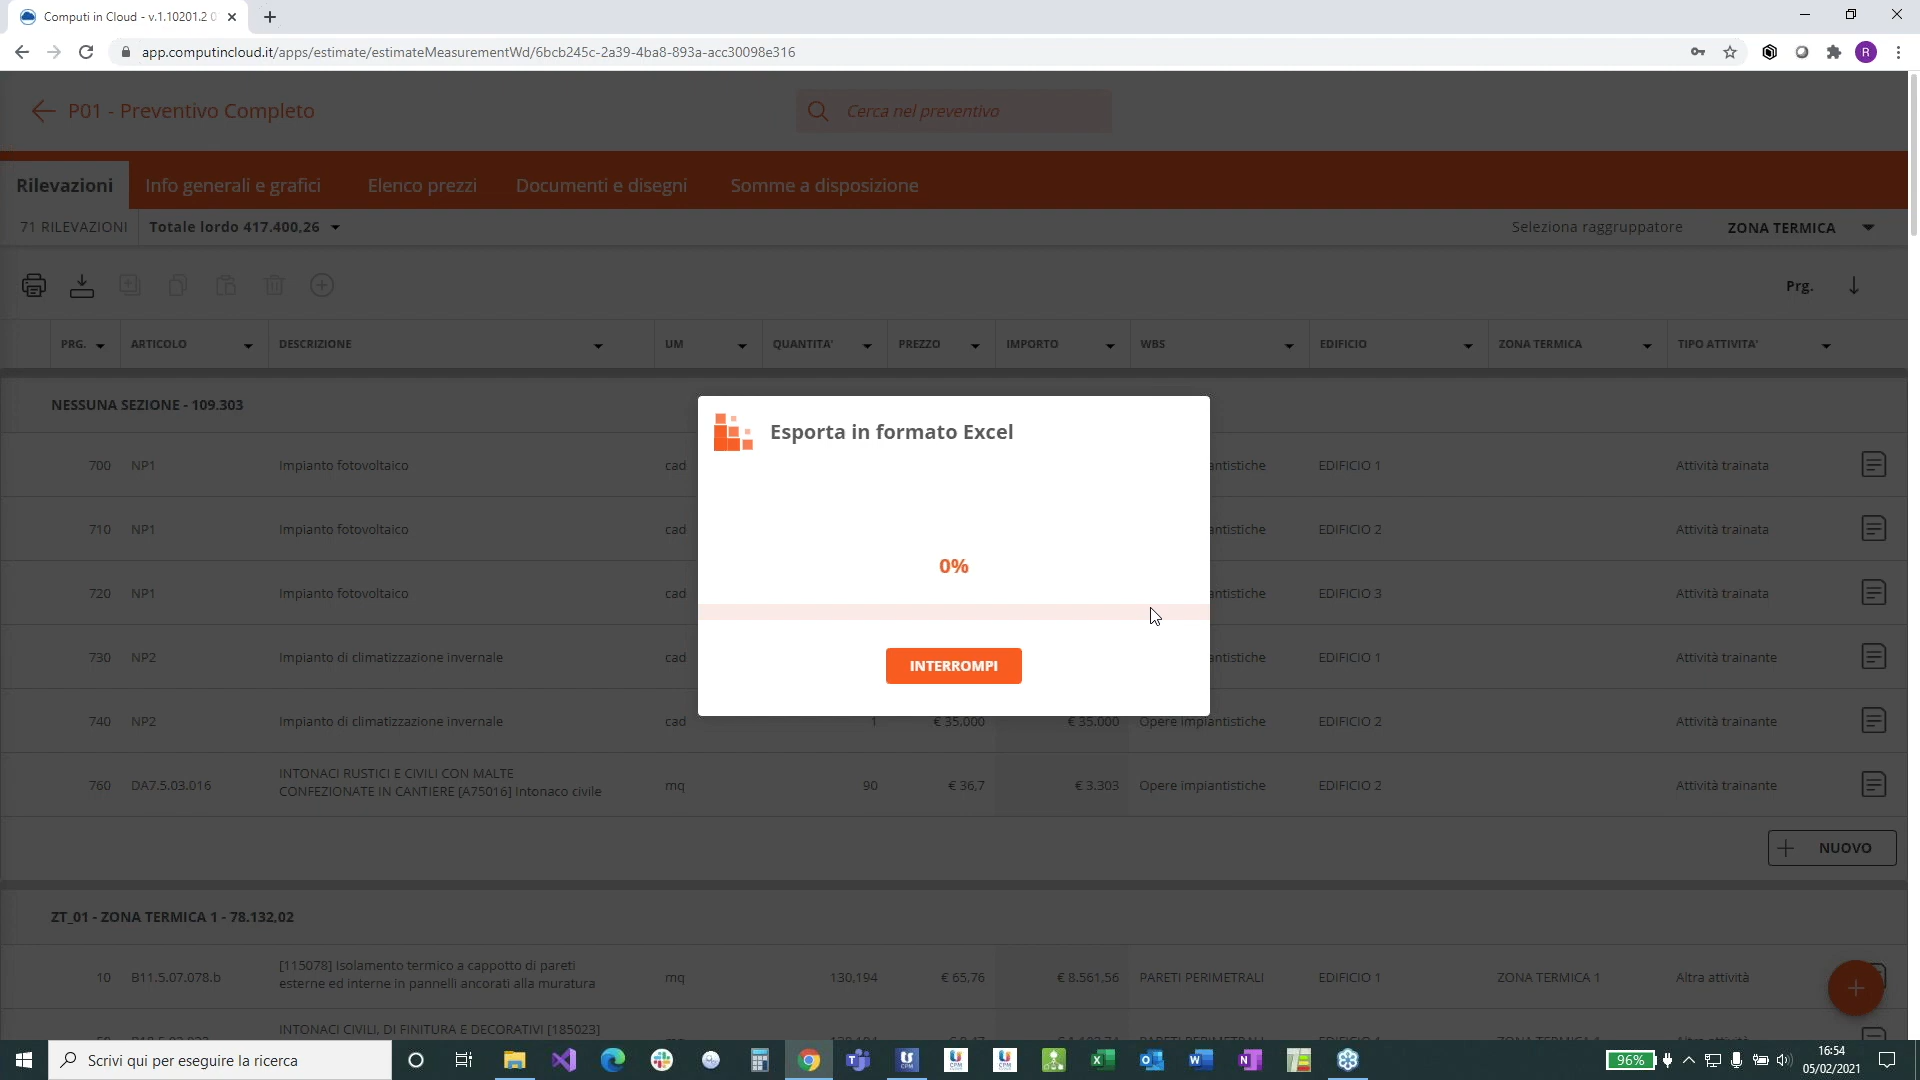 Computi in Cloud - v.1.10201.2
app.computincloud.it/apps/estimate/estimateMeasurementWd/6bcb245c-2a39-4ba8-893a-acc30098e316
R
P01 - Preventivo Completo
Cerca nel preventivo
Rilevazioni
Info generali e grafici
Elenco prezzi
Documenti e disegni
Somme a disposizione
71 RILEVAZIONI
Totale lordo 417.400,26
Seleziona raggruppatore
ZONA TERMICA
Prg.
PRG. ARTICOLO DESCRIZIONE UM QUANTITA' PREZZO IMPORTO WBS EDIFICIO ZONA TERMICA TIPO ATTIVITA'
NESSUNA SEZIONE - 109.303
Esporta in formato Excel
0%
INTERROMPI
700 NP1 Impianto fotovoltaico cad antistiche EDIFICIO 1 Attività trainata
710 NP1 Impianto fotovoltaico cad antistiche EDIFICIO 2 Attività trainata
720 NP1 Impianto fotovoltaico cad antistiche EDIFICIO 3 Attività trainata
730 NP2 Impianto di climatizzazione invernale cad antistiche EDIFICIO 1 Attività trainante
740 NP2 Impianto di climatizzazione invernale cad 1 € 35.000 € 35.000 Opere impiantistiche EDIFICIO 2 Attività trainante
760 DA7.5.03.016 INTONACI RUSTICI E CIVILI CON MALTE
CONFEZIONATE IN CANTIERE [A75016] Intonaco civile mq 90 € 36,7 € 3.303 Opere impiantistiche EDIFICIO 2 Attività trainante
NUOVO
ZT_01 - ZONA TERMICA 1 - 78.132,02
10 B11.5.07.078.b [115078] Isolamento termico a cappotto di pareti
esterne ed interne in pannelli ancorati alla muratura mq 130,194 € 65,76 € 8.561,56 PARETI PERIMETRALI EDIFICIO 1 ZONA TERMICA 1 Altra attività
INTONACI CIVILI, DI FINITURA E DECORATIVI [185023]
Scrivi qui per eseguire la ricerca
96%
16:54
05/02/2021